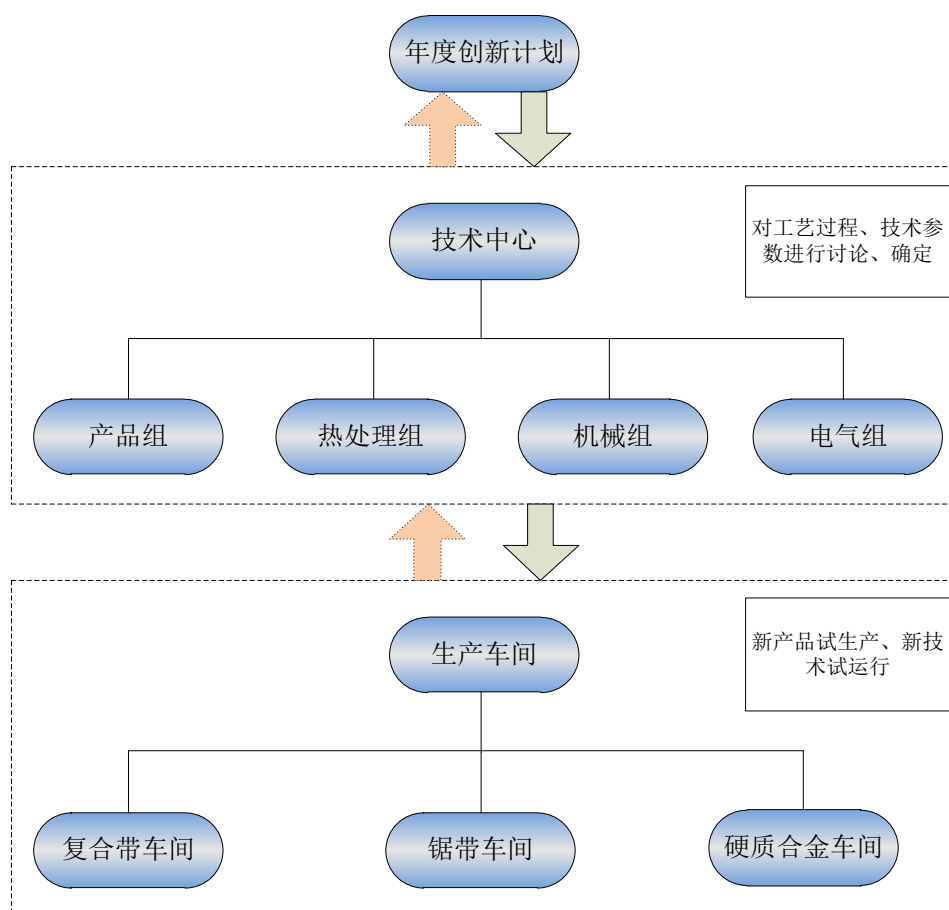 年度创新计划
技术中心
对工艺过程、技术参
数进行讨论、确定
产品组
热处理组
机械组
电气组
生产车间
新产品试生产、新技
术试运行
复合带车间
锯带车间
硬质合金车间